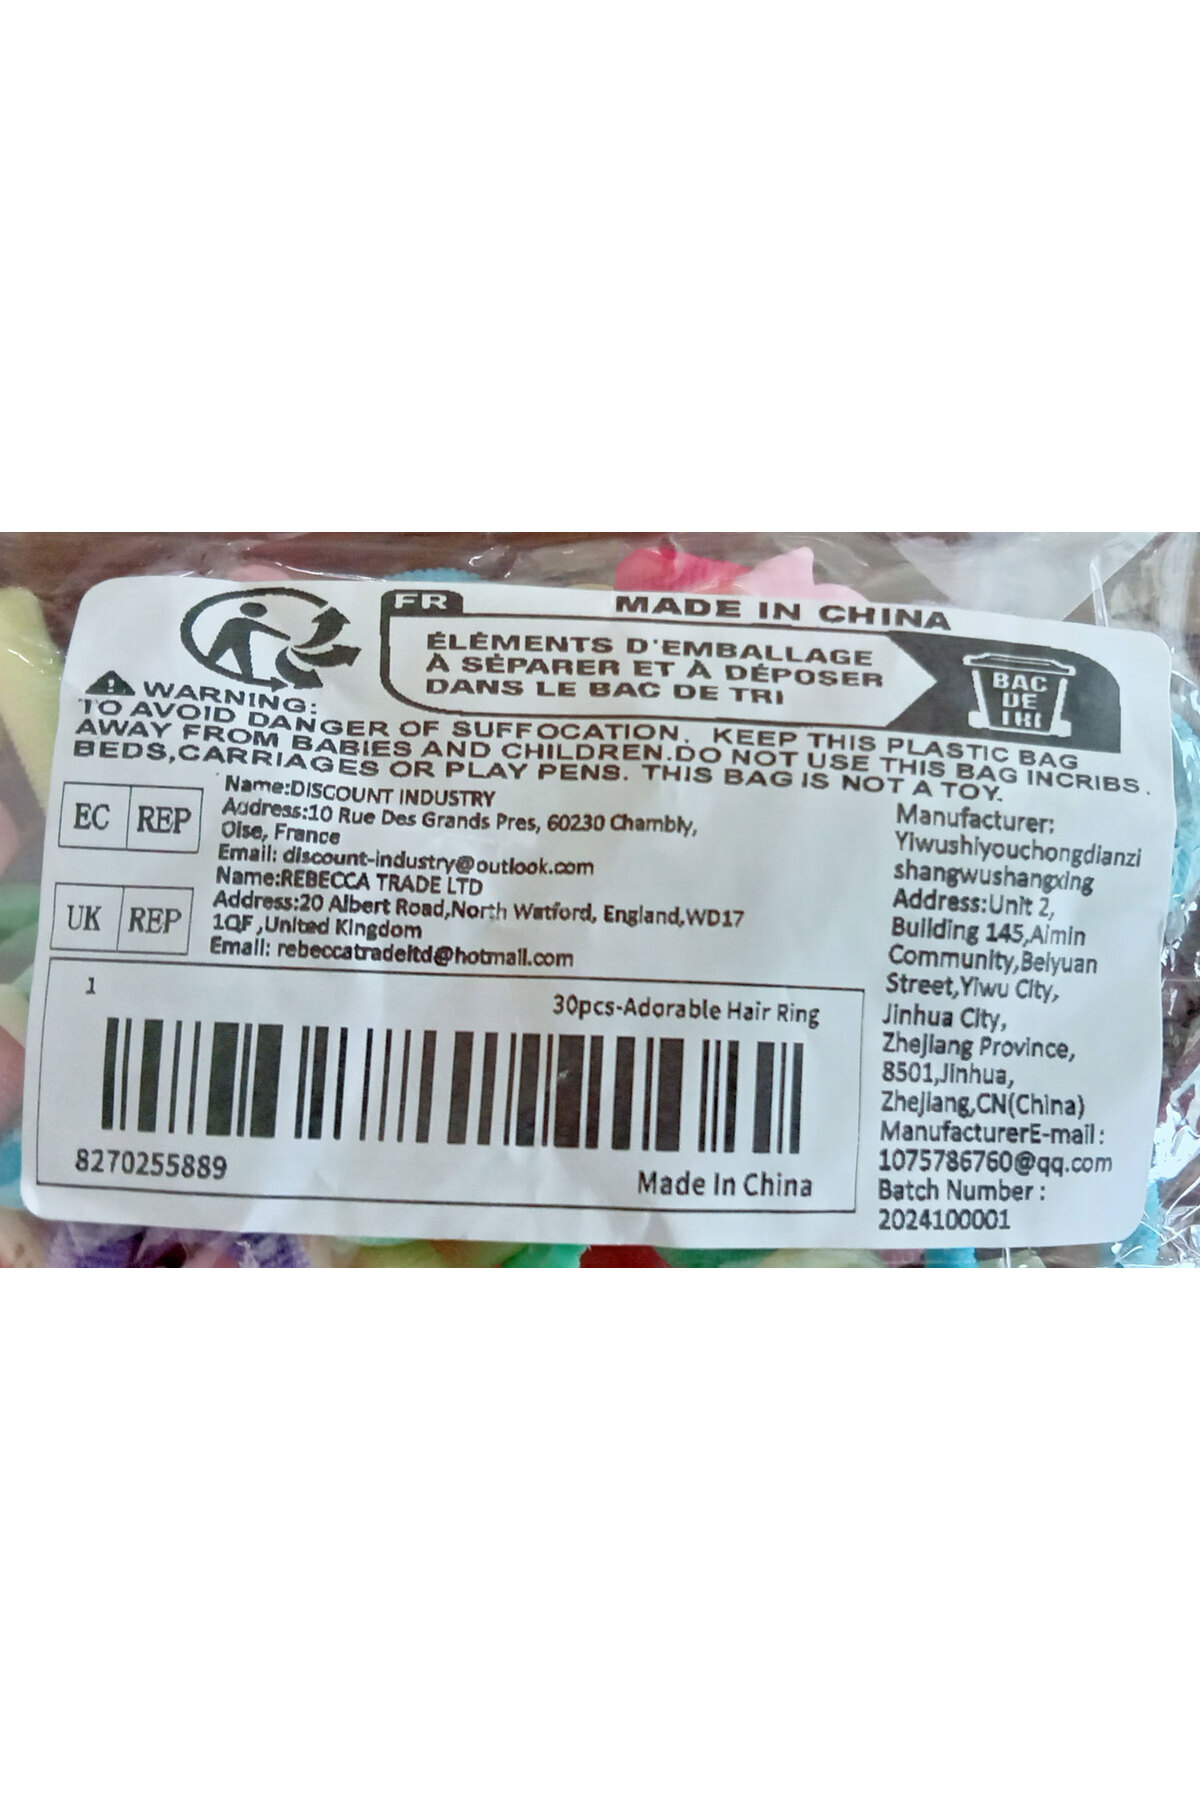 FR
MADE IN CHINA
ÉLÉMENTS D'EMBALLAGE
À SÉPARER ET À DÉPOSER
DANS LE BAC DE TRI
BAC
DE
TRI
WARNING:
TO AVOID DANGER OF SUFFOCATION. KEEP THIS PLASTIC BAG
AWAY FROM BABIES AND CHILDREN.DO NOT USE THIS BAG INCRIBS.
BEDS,CARRIAGES OR PLAY PENS. THIS BAG IS NOT A TOY.
EC REP
Name:DISCOUNT INDUSTRY
Address:10 Rue Des Grands Pres, 60230 Chambly,
Oise, France
Email: discount-industry@outlook.com
UK REP
Name:REBECCA TRADE LTD
Address:20 Albert Road,North Watford, England,WD17
1QF,United Kingdom
Email: rebeccatradeltd@hotmail.com
Manufacturer:
Yiwushiyouchongdianzi
shangwushangxing
Address:Unit 2,
Building 145,Aimin
Community,Beiyuan
Street,Yiwu City,
Jinhua City,
Zhejiang Province,
8501,Jinhua,
Zhejiang,CN(China)
ManufacturerE-mail:
1075786760@qq.com
Batch Number:
2024100001
1
30pcs-Adorable Hair Ring
8270255889
Made In China